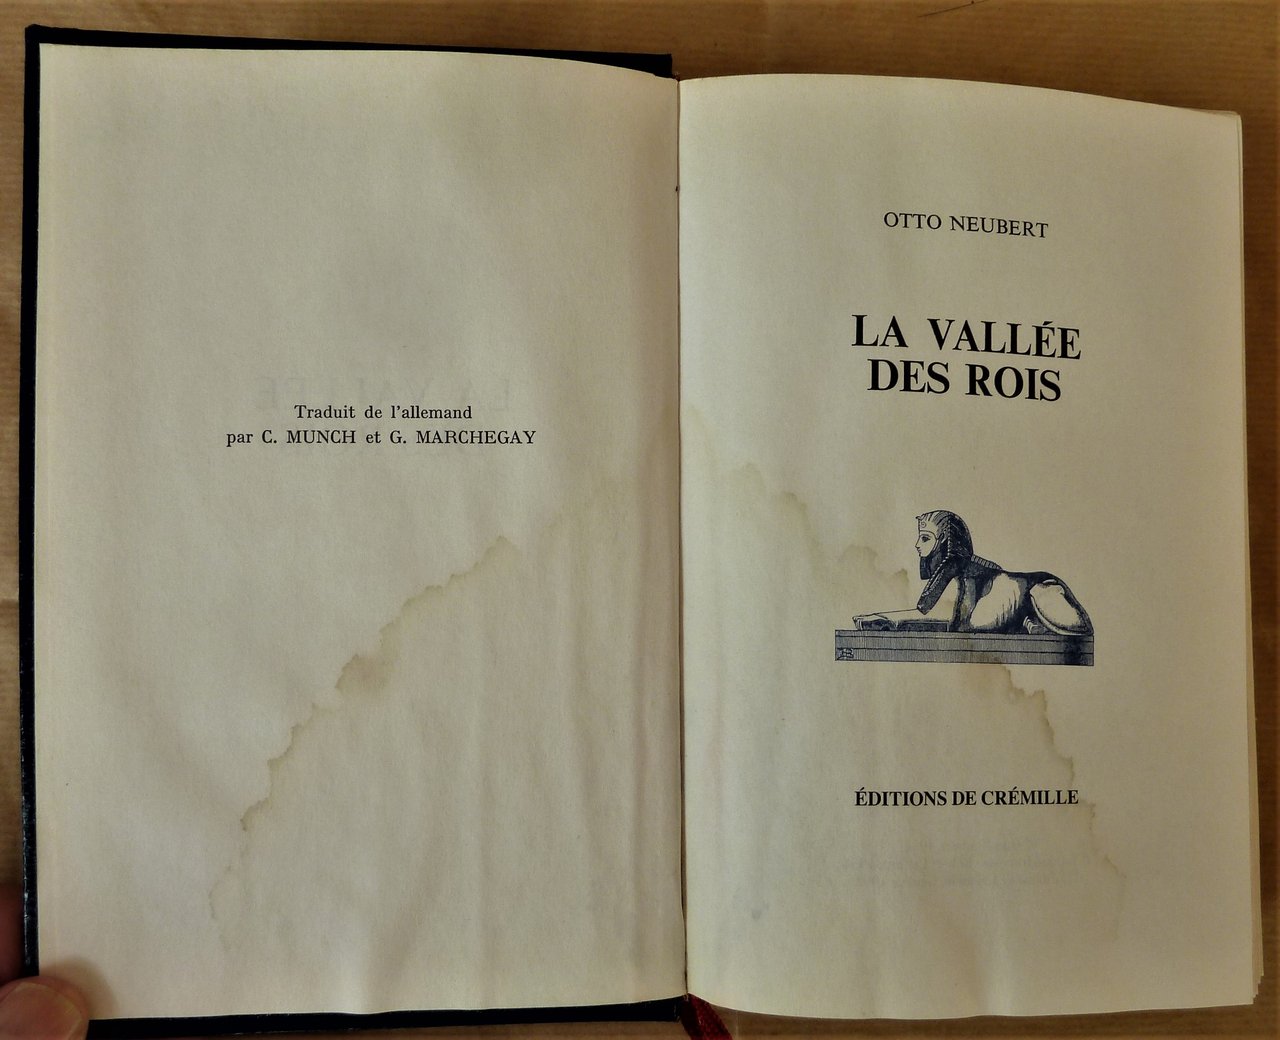 Traduit de l'allemand
par C. MUNCH et G. MARCHEGAY
OTTO NEUBERT
LA VALLÉE
DES ROIS
ÉDITIONS DE CRÉMILLE